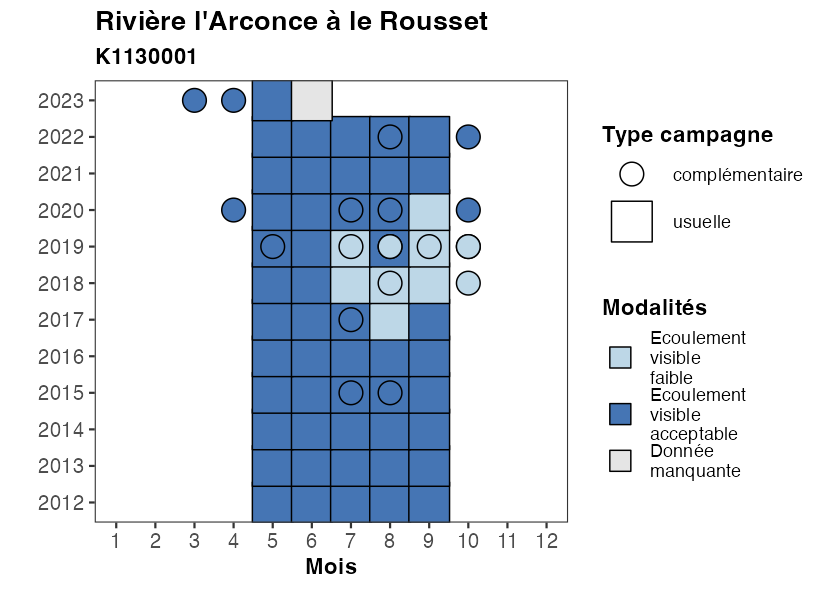 Rivière l'Arconce à le Rousset
K1130001
2023
2022
2021
2020
2019
2018
2017
2016
2015
2014
2013
2012
1 2 3 4 5 6 7 8 9 10 11 12
Mois
Type campagne
complémentaire
usuelle
Modalités
Ecoulement
visible
faible
Ecoulement
visible
acceptable
Donnée
manquante